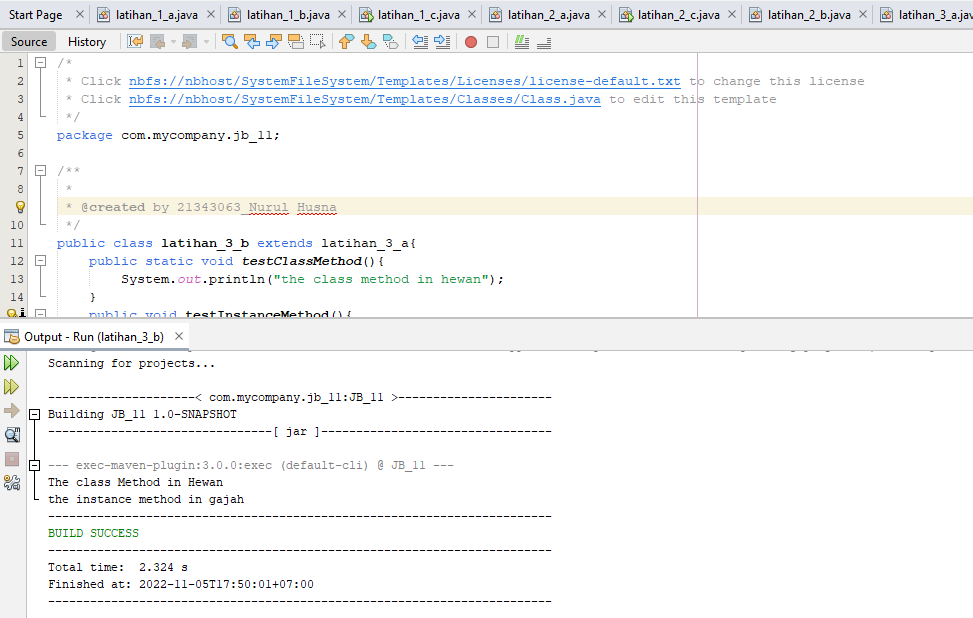 Start Page × latihan_1_a.java × latihan_1_b.java × latihan_1_c.java × latihan_2_a.java × latihan_2_c.java × latihan_2_b.java × latihan_3_a.jav
Source History
1 /*
2 * Click nbfs://nbhost/SystemFileSystem/Templates/Licenses/license-default.txt to change this license
3 * Click nbfs://nbhost/SystemFileSystem/Templates/Classes/Class.java to edit this template
4 */
5 package com.mycompany.jb_11;
6
7 /**
8 *
* @created by 21343063_Nurul Husna
10 */
11 public class latihan_3_b extends latihan_3_a{
12 public static void testClassMethod(){
13 System.out.println("the class method in hewan");
14 }
public void testInstanceMethod(){
Output - Run (latihan_3_b) ×
Scanning for projects...
---------------------< com.mycompany.jb_11:JB_11 >----------------------
Building JB_11 1.0-SNAPSHOT
--------------------------------[ jar ]---------------------------------
--- exec-maven-plugin:3.0.0:exec (default-cli) @ JB_11 ---
The class Method in Hewan
the instance method in gajah
------------------------------------------------------------------------
BUILD SUCCESS
------------------------------------------------------------------------
Total time:  2.324 s
Finished at: 2022-11-05T17:50:01+07:00
------------------------------------------------------------------------